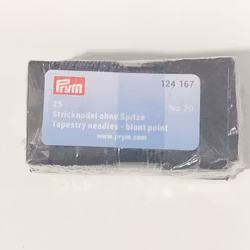 PRYM
124 167
25
No 20
Sticknadel ohne Spitze
Tapestry needles - blunt point
www.prym.com